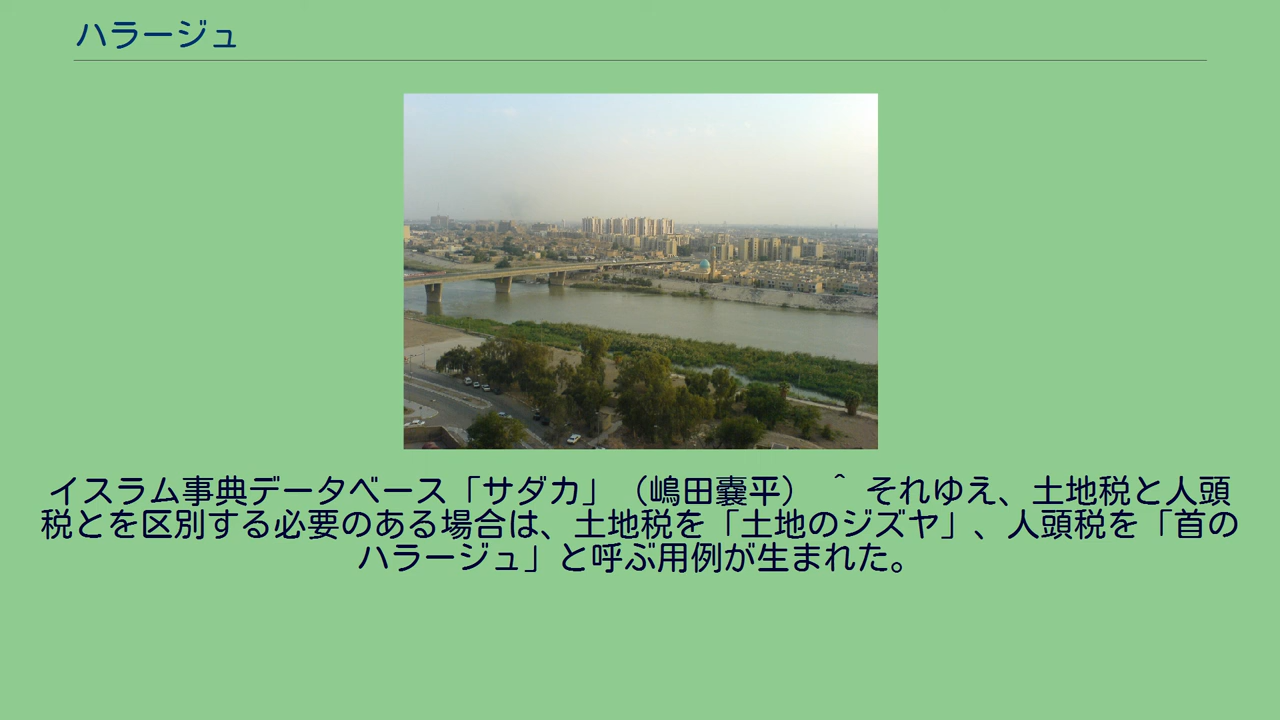 ハラージュ
イスラム事典データベース「サダカ」（嶋田襄平） ＾ それゆえ、土地税と人頭
税とを区別する必要のある場合は、土地税を「土地のジズヤ」、人頭税を「首の
ハラージュ」と呼ぶ用例が生まれた。